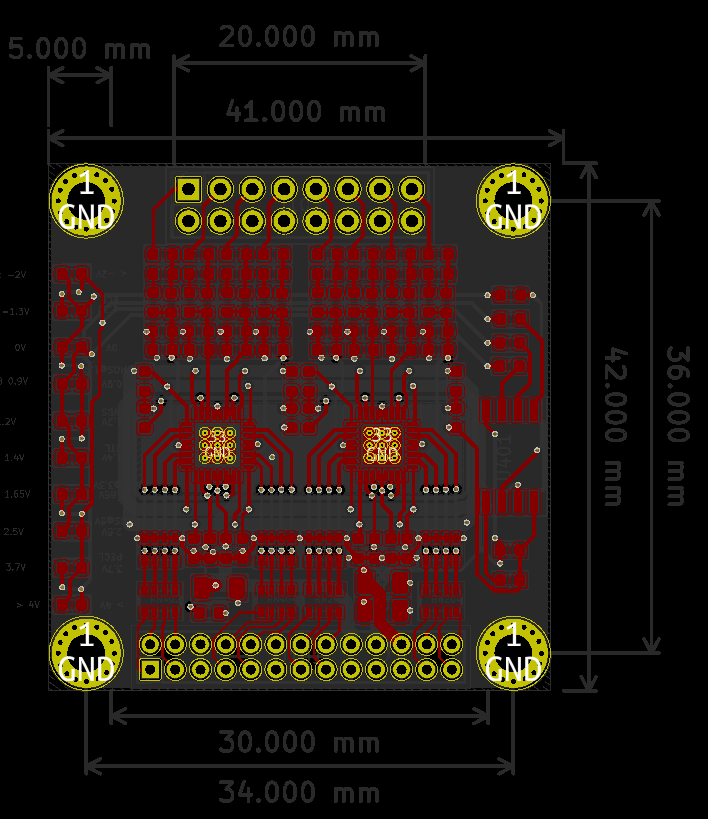 20.000 mm
5.000 mm
41.000 mm
1
GND
1
GND
-2V
-1.3V
0V
0.9V
1.4V
1.65V
2.5V
3.7V
> 4V
33
GND
33
GND
42.000 mm
36.000 mm
1
GND
1
GND
30.000 mm
34.000 mm